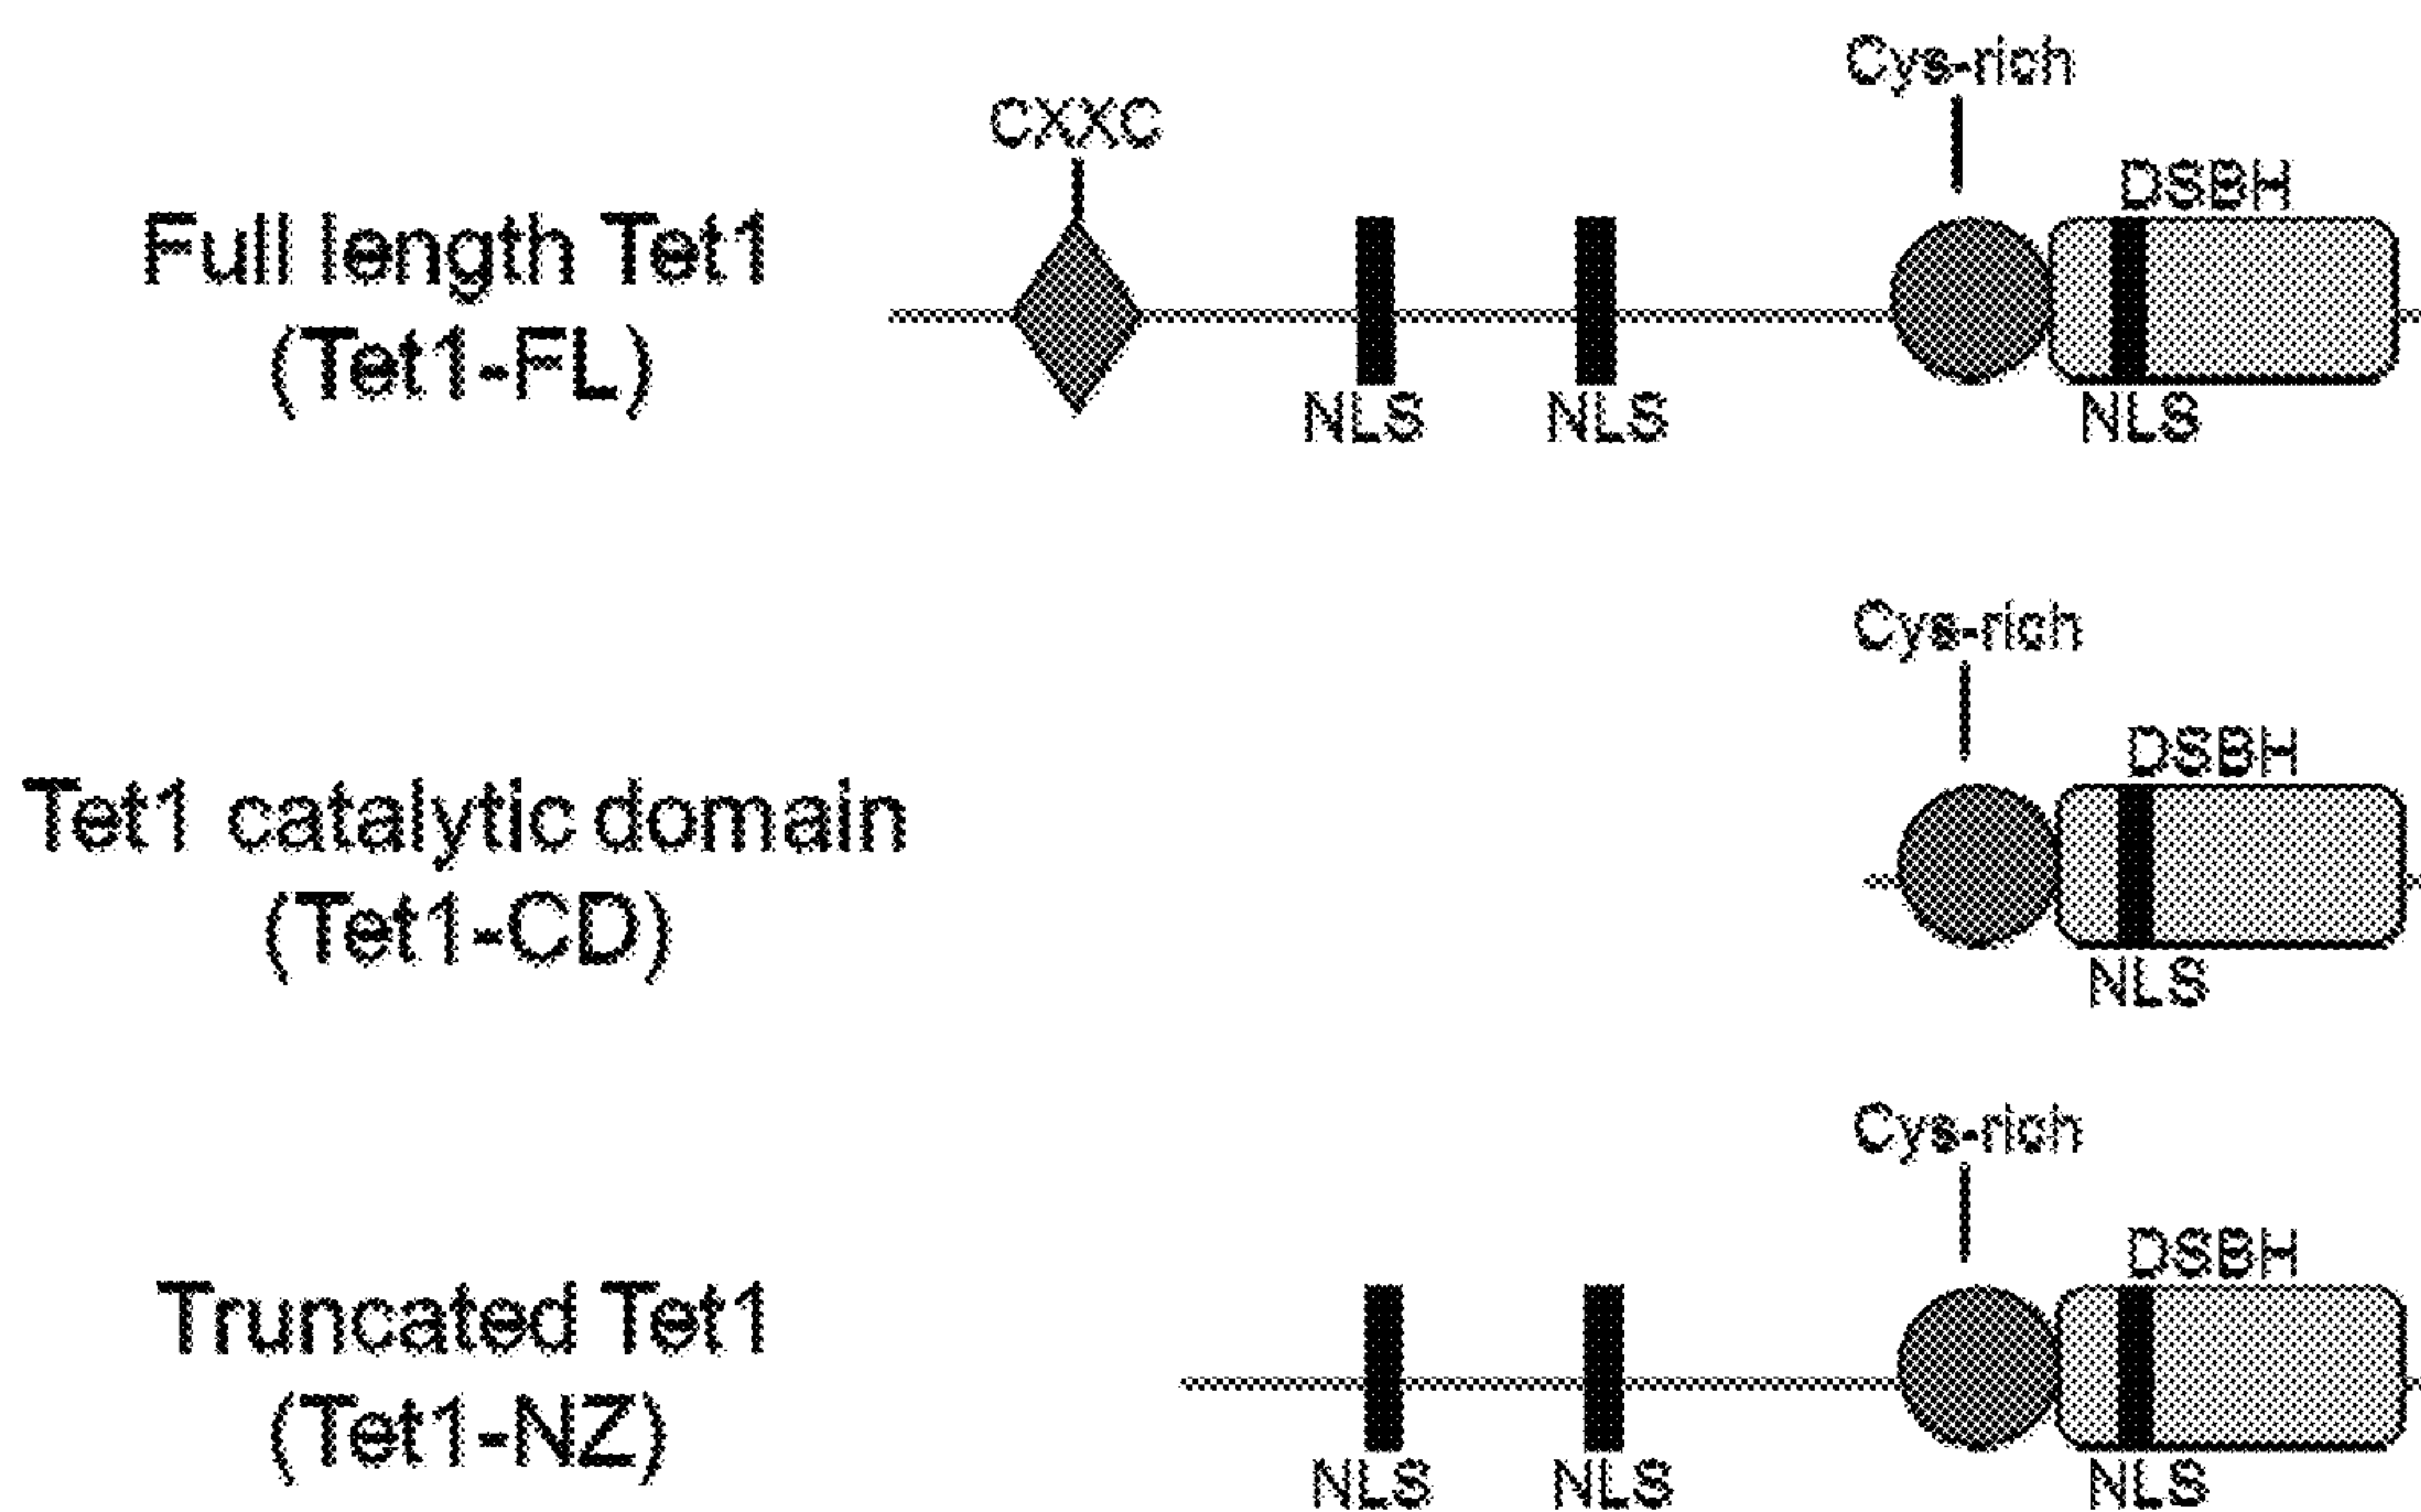 Cys-rich
CXXC
DSBH
Full length Tet1
(Tet1-FL)
NLS NLS NLS
Cys-rich
DSBH
Tet1 catalytic domain
(Tet1-CD)
NLS
Cys-rich
DSBH
Truncated Tet1
(Tet1-NZ)
NLS NLS NLS